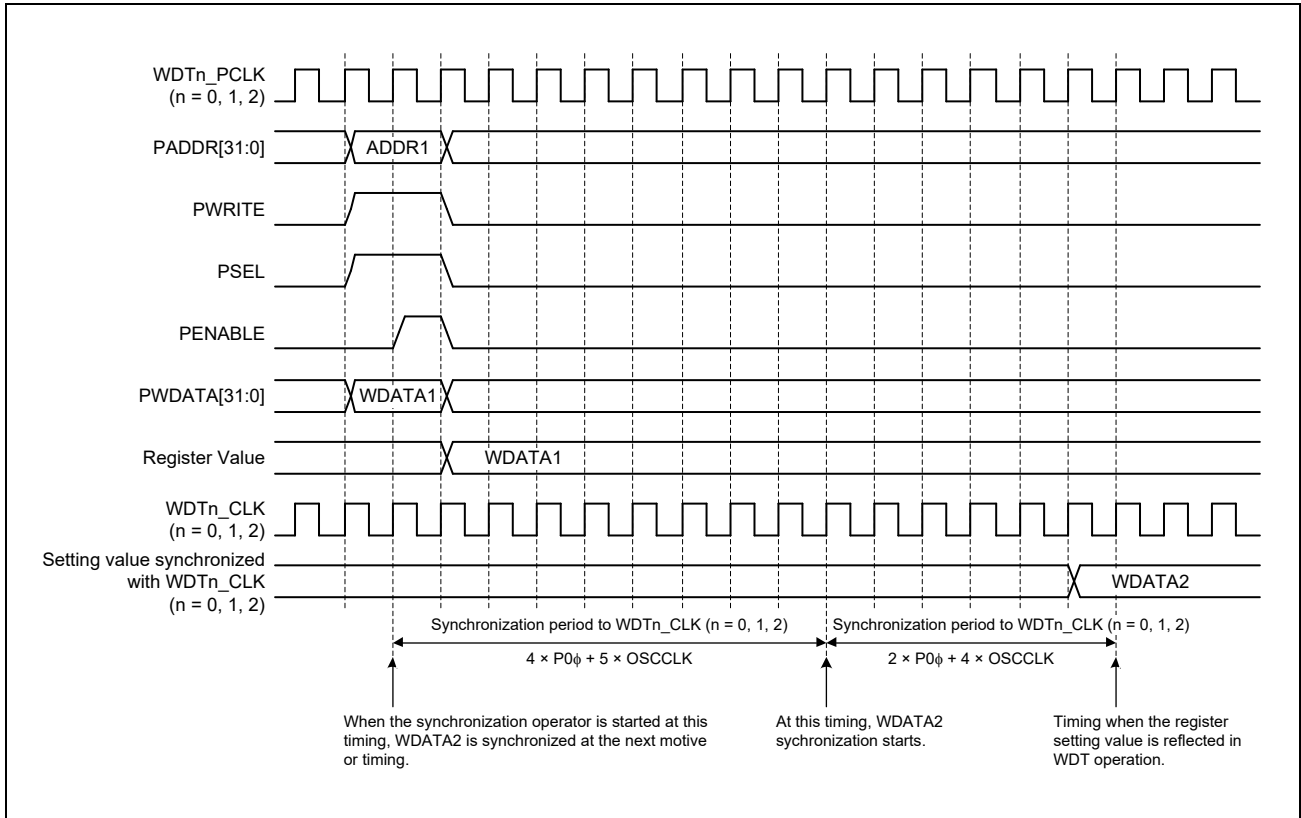 WDTn_PCLK
(n = 0, 1, 2)
PADDR[31:0]
ADDR1
PWRITE
PSEL
PENABLE
PWDATA[31:0]
WDATA1
Register Value
WDATA1
WDTn_CLK
(n = 0, 1, 2)
Setting value synchronized
with WDTn_CLK
(n = 0, 1, 2)
WDATA2
Synchronization period to WDTn_CLK (n = 0, 1, 2)
4 × P0ϕ + 5 × OSCCLK
Synchronization period to WDTn_CLK (n = 0, 1, 2)
2 × P0ϕ + 4 × OSCCLK
When the synchronization operator is started at this
timing, WDATA2 is synchronized at the next motive
or timing.
At this timing, WDATA2
sychronization starts.
Timing when the register
setting value is reflected in
WDT operation.